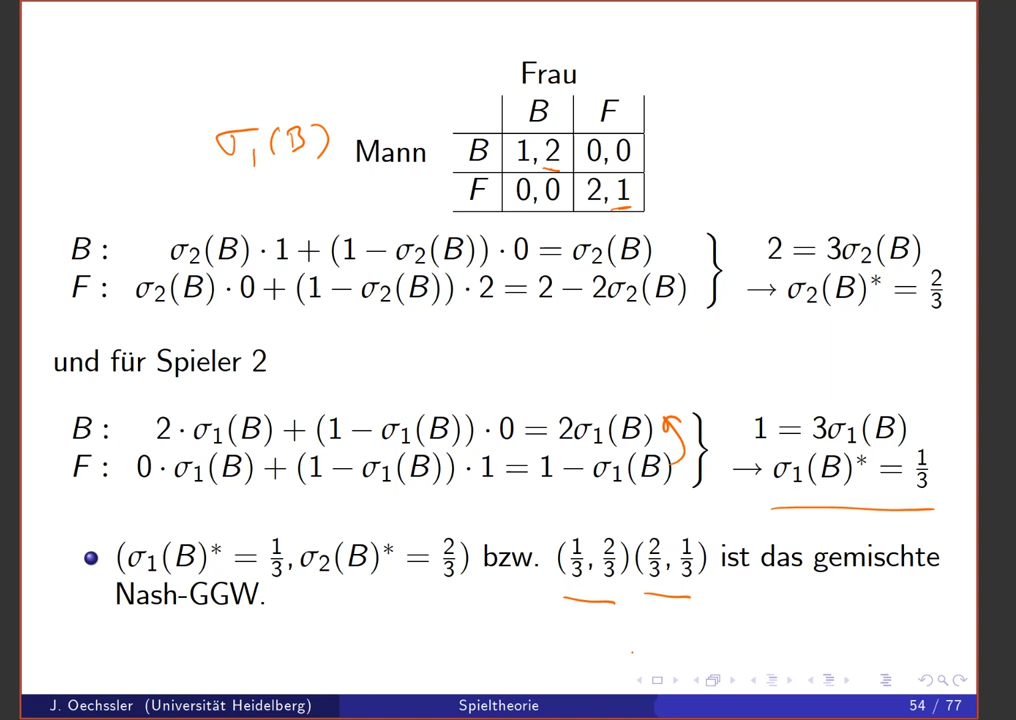 Frau
B F
σ₁(B) Mann B 1, 2 0, 0
F 0, 0 2, 1
B : σ₂(B) · 1 + (1 − σ₂(B)) · 0 = σ₂(B) } 2 = 3σ₂(B)
F : σ₂(B) · 0 + (1 − σ₂(B)) · 2 = 2 − 2σ₂(B) → σ₂(B)* = 2/3
und für Spieler 2
B : 2 · σ₁(B) + (1 − σ₁(B)) · 0 = 2σ₁(B) } 1 = 3σ₁(B)
F : 0 · σ₁(B) + (1 − σ₁(B)) · 1 = 1 − σ₁(B) → σ₁(B)* = 1/3
(σ₁(B)* = 1/3, σ₂(B)* = 2/3) bzw. (1/3, 2/3)(2/3, 1/3) ist das gemischte
Nash-GGW.
J. Oechssler (Universität Heidelberg) Spieltheorie 54 / 77